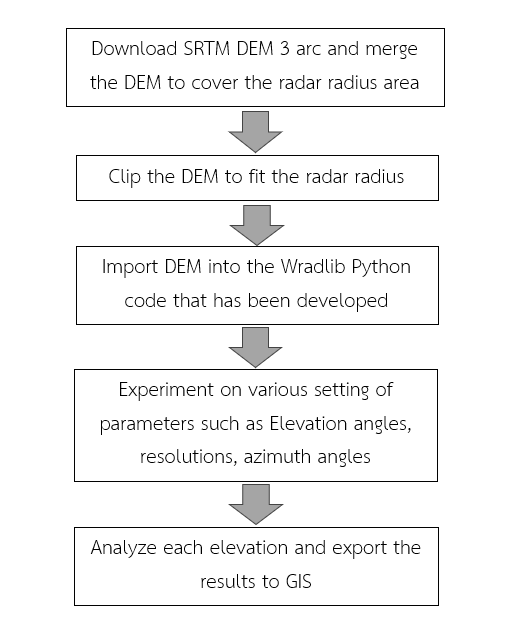 Download SRTM DEM 3 arc and merge
the DEM to cover the radar radius area
Clip the DEM to fit the radar radius
Import DEM into the Wradlib Python
code that has been developed
Experiment on various setting of
parameters such as Elevation angles,
resolutions, azimuth angles
Analyze each elevation and export the
results to GIS